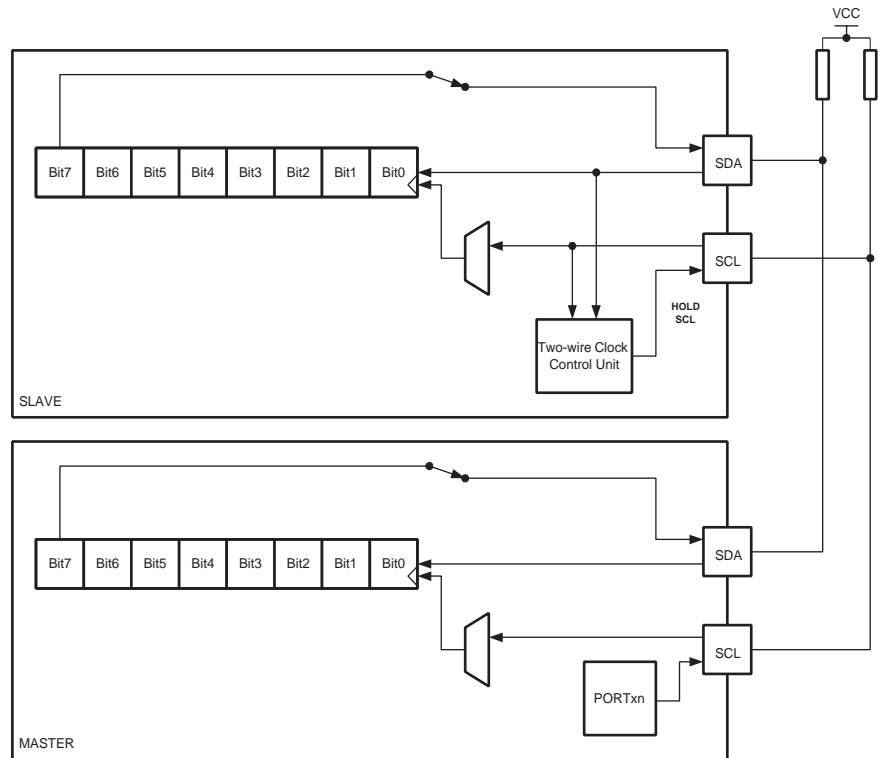 VCC
Bit7 Bit6 Bit5 Bit4 Bit3 Bit2 Bit1 Bit0
SDA
SCL
HOLD
SCL
Two-wire Clock
Control Unit
SLAVE
Bit7 Bit6 Bit5 Bit4 Bit3 Bit2 Bit1 Bit0
SDA
SCL
PORTxn
MASTER